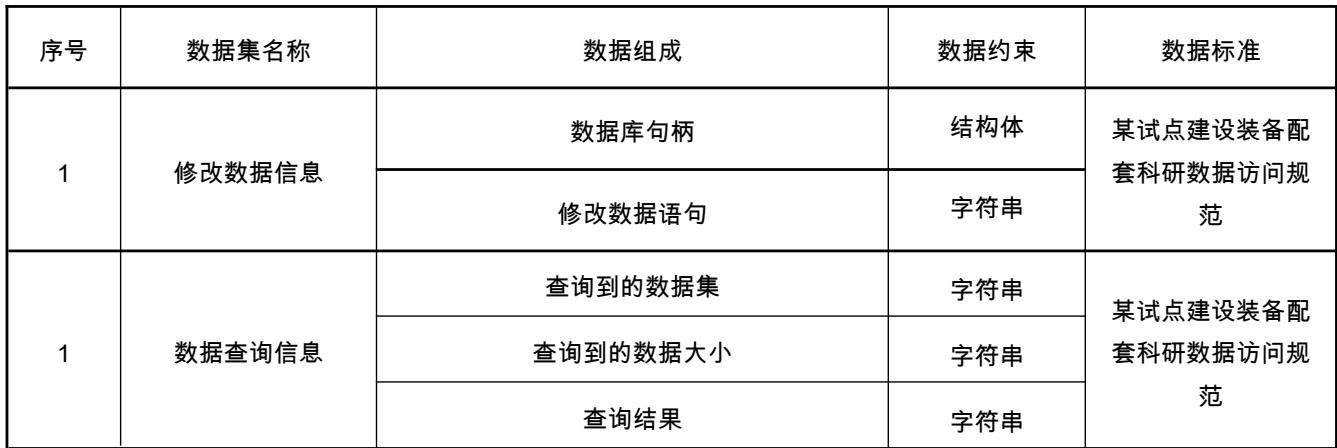 序号 数据集名称 数据组成 数据约束 数据标准
1 修改数据信息 数据库句柄 结构体 某试点建设装备配
套科研数据访问规
范
修改数据语句 字符串
1 数据查询信息 查询到的数据集 字符串 某试点建设装备配
套科研数据访问规
范
查询到的数据大小 字符串
查询结果 字符串